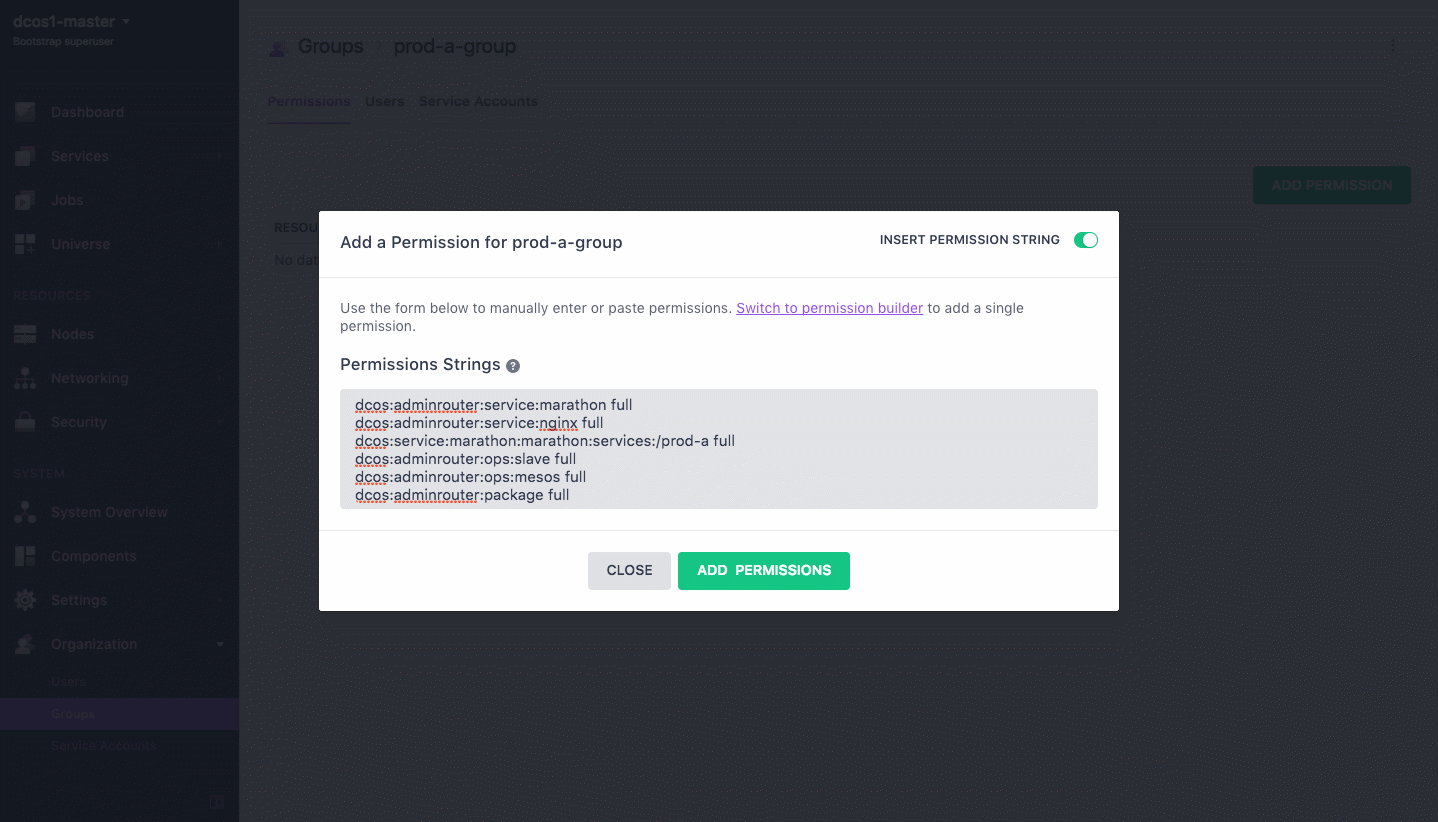 dcos1-master
Bootstrap superuser
Dashboard
Services
Jobs
Universe
RESOURCES
Nodes
Networking
Security
SYSTEM
System Overview
Components
Settings
Organization
Users
Groups
Service Accounts
Groups prod-a-group
Permissions Users Service Accounts
ADD PERMISSION
RESOU
No dat
Add a Permission for prod-a-group
INSERT PERMISSION STRING
Use the form below to manually enter or paste permissions. Switch to permission builder to add a single
permission.
Permissions Strings ?
dcos:adminrouter:service:marathon full
dcos:adminrouter:service:nginx full
dcos:service:marathon:marathon:services:/prod-a full
dcos:adminrouter:ops:slave full
dcos:adminrouter:ops:mesos full
dcos:adminrouter:package full
CLOSE ADD PERMISSIONS